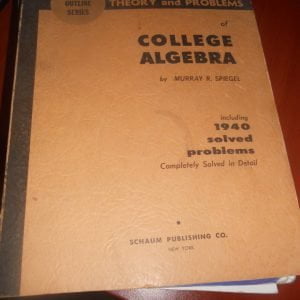 OUTLINE
SERIES
THEORY and PROBLEMS
of
COLLEGE
ALGEBRA
by MURRAY R. SPIEGEL
including
1940
solved
problems
Completely Solved in Detail
SCHAUM PUBLISHING CO.
NEW YORK